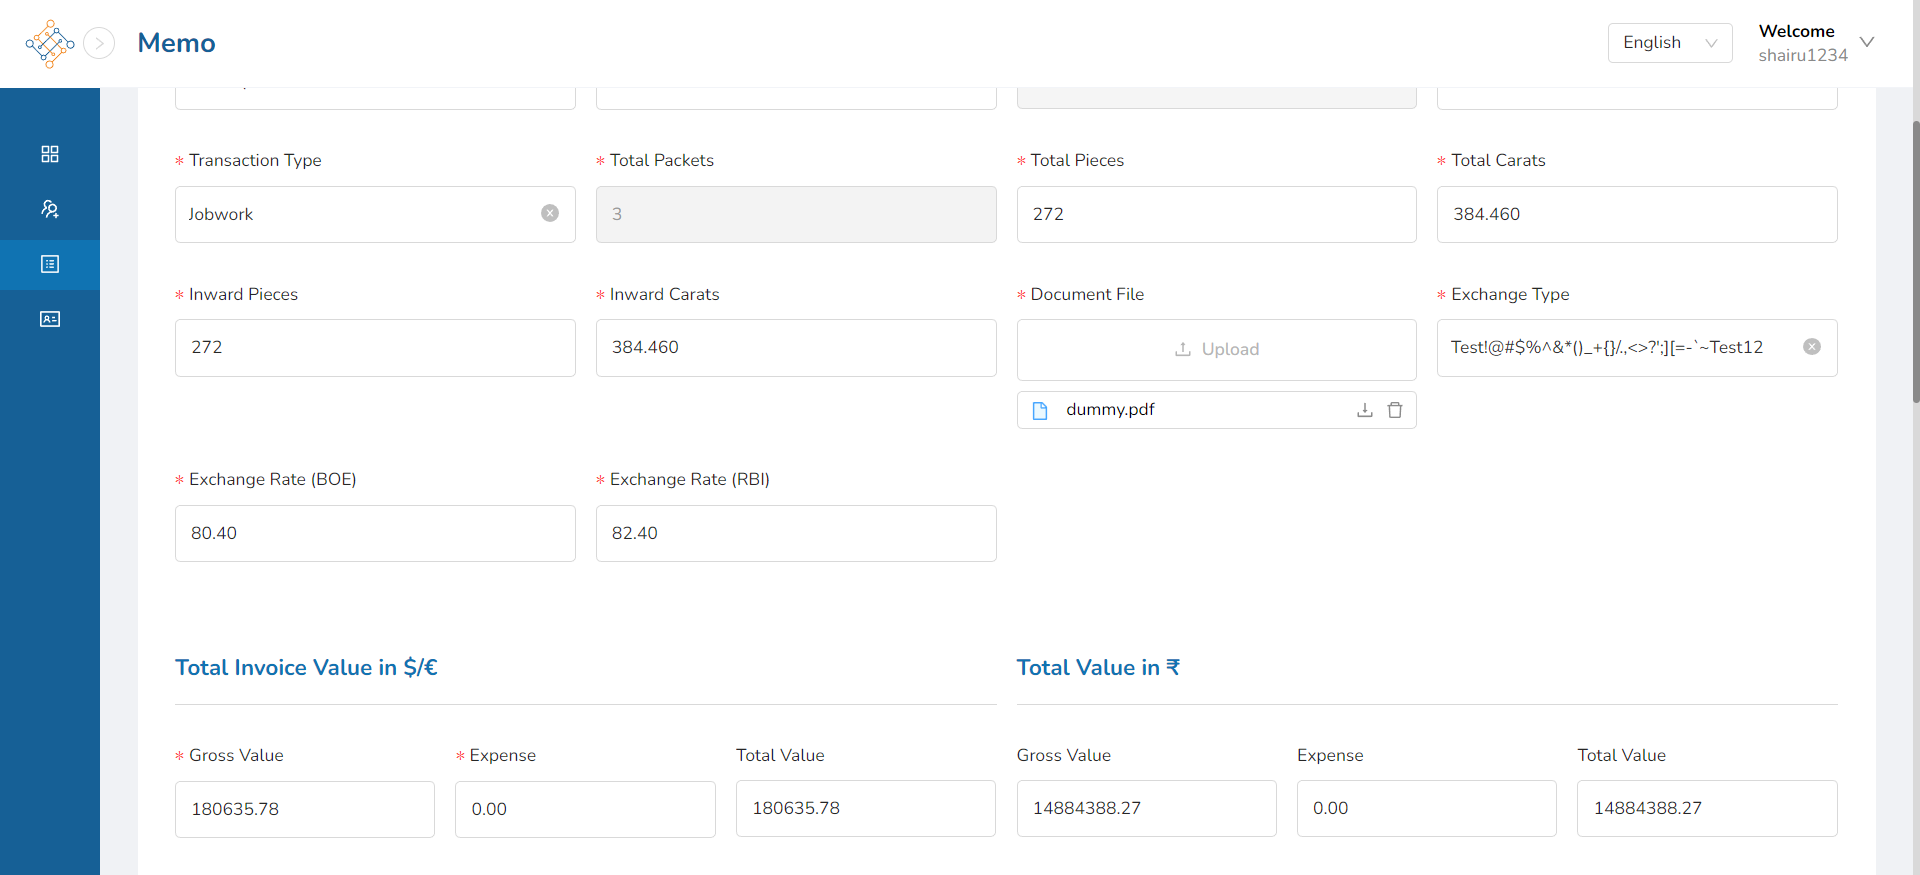 Memo
English
Welcome
shairu1234
* Transaction Type
* Total Packets
* Total Pieces
* Total Carats
Jobwork
3
272
384.460
* Inward Pieces
* Inward Carats
* Document File
* Exchange Type
272
384.460
Upload
Test!@#$%^&*()_+{}/.,<>?';][=-`~Test12
dummy.pdf
* Exchange Rate (BOE)
* Exchange Rate (RBI)
80.40
82.40
Total Invoice Value in $/€
Total Value in ₹
* Gross Value
* Expense
Total Value
Gross Value
Expense
Total Value
180635.78
0.00
180635.78
14884388.27
0.00
14884388.27